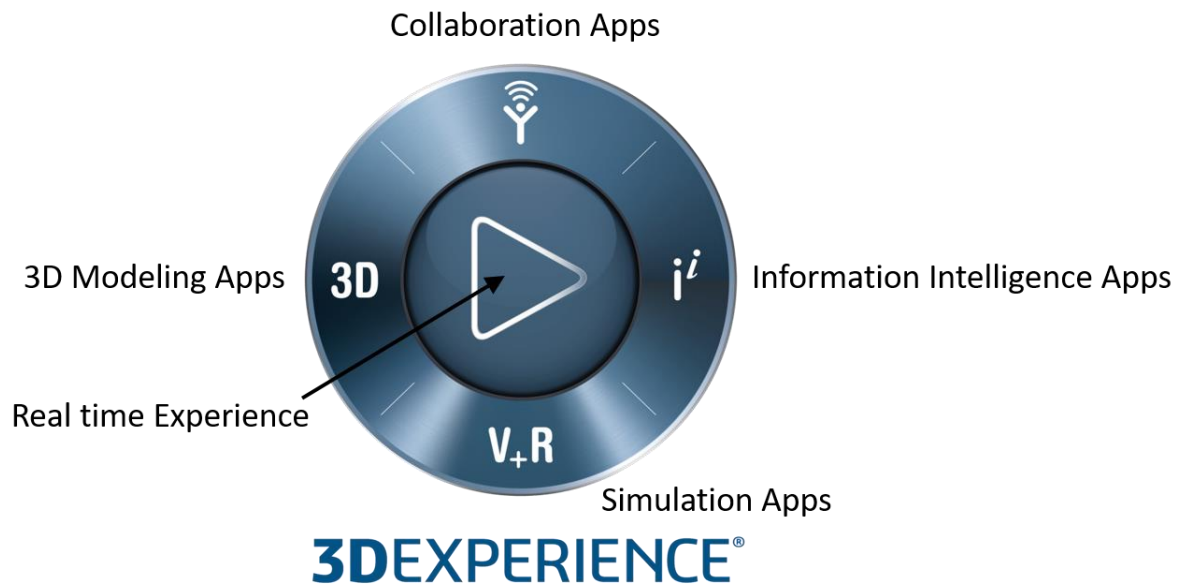 Collaboration Apps
3D Modeling Apps
3D
i i
Information Intelligence Apps
Real time Experience
V+R
Simulation Apps
3DEXPERIENCE®